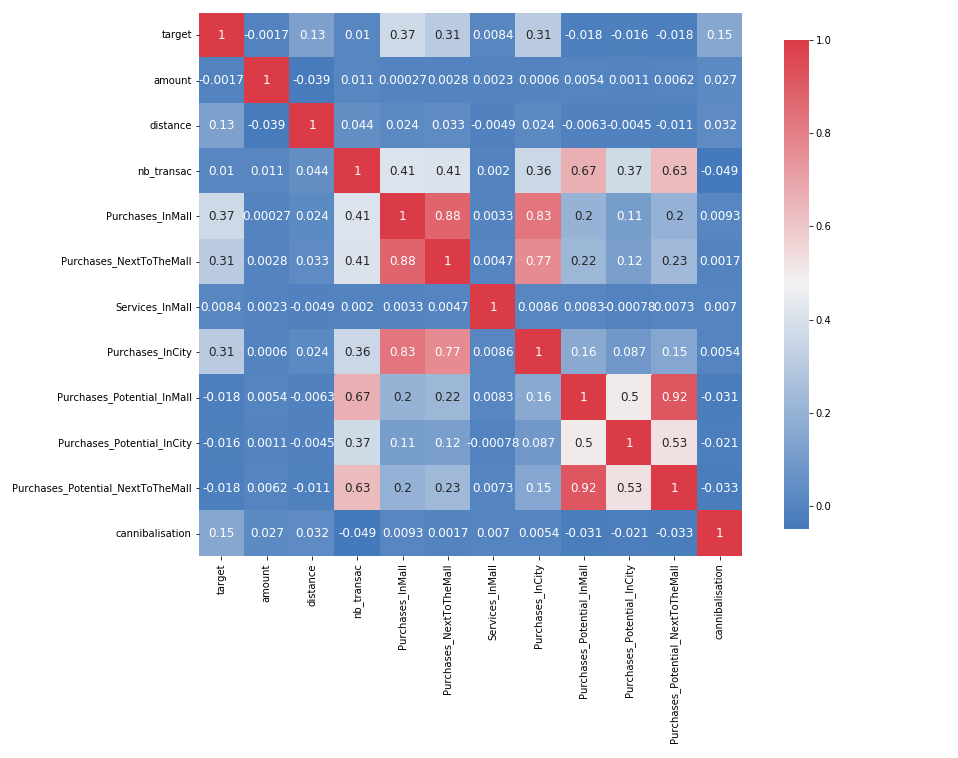 target 1 -0.0017 0.13 0.01 0.37 0.31 0.0084 0.31 -0.018 -0.016 -0.018 0.15
amount -0.0017 1 -0.039 0.011 0.00027 0.0028 0.0023 0.0006 0.0054 0.0011 0.0062 0.027
distance 0.13 -0.039 1 0.044 0.024 0.033 -0.0049 0.024 -0.0063 -0.0045 -0.011 0.032
nb_transac 0.01 0.011 0.044 1 0.41 0.41 0.002 0.36 0.67 0.37 0.63 -0.049
Purchases_InMall 0.37 0.00027 0.024 0.41 1 0.88 0.0033 0.83 0.2 0.11 0.2 0.0093
Purchases_NextToTheMall 0.31 0.0028 0.033 0.41 0.88 1 0.0047 0.77 0.22 0.12 0.23 0.0017
Services_InMall 0.0084 0.0023 -0.0049 0.002 0.0033 0.0047 1 0.0086 0.0083 -0.00078 0.0073 0.007
Purchases_InCity 0.31 0.0006 0.024 0.36 0.83 0.77 0.0086 1 0.16 0.087 0.15 0.0054
Purchases_Potential_InMall -0.018 0.0054 -0.0063 0.67 0.2 0.22 0.0083 0.16 1 0.5 0.92 -0.031
Purchases_Potential_InCity -0.016 0.0011 -0.0045 0.37 0.11 0.12 -0.00078 0.087 0.5 1 0.53 -0.021
Purchases_Potential_NextToTheMall -0.018 0.0062 -0.011 0.63 0.2 0.23 0.0073 0.15 0.92 0.53 1 -0.033
cannibalisation 0.15 0.027 0.032 -0.049 0.0093 0.0017 0.007 0.0054 -0.031 -0.021 -0.033 1
target
amount
distance
nb_transac
Purchases_InMall
Purchases_NextToTheMall
Services_InMall
Purchases_InCity
Purchases_Potential_InMall
Purchases_Potential_InCity
Purchases_Potential_NextToTheMall
cannibalisation
1.0
0.8
0.6
0.4
0.2
0.0